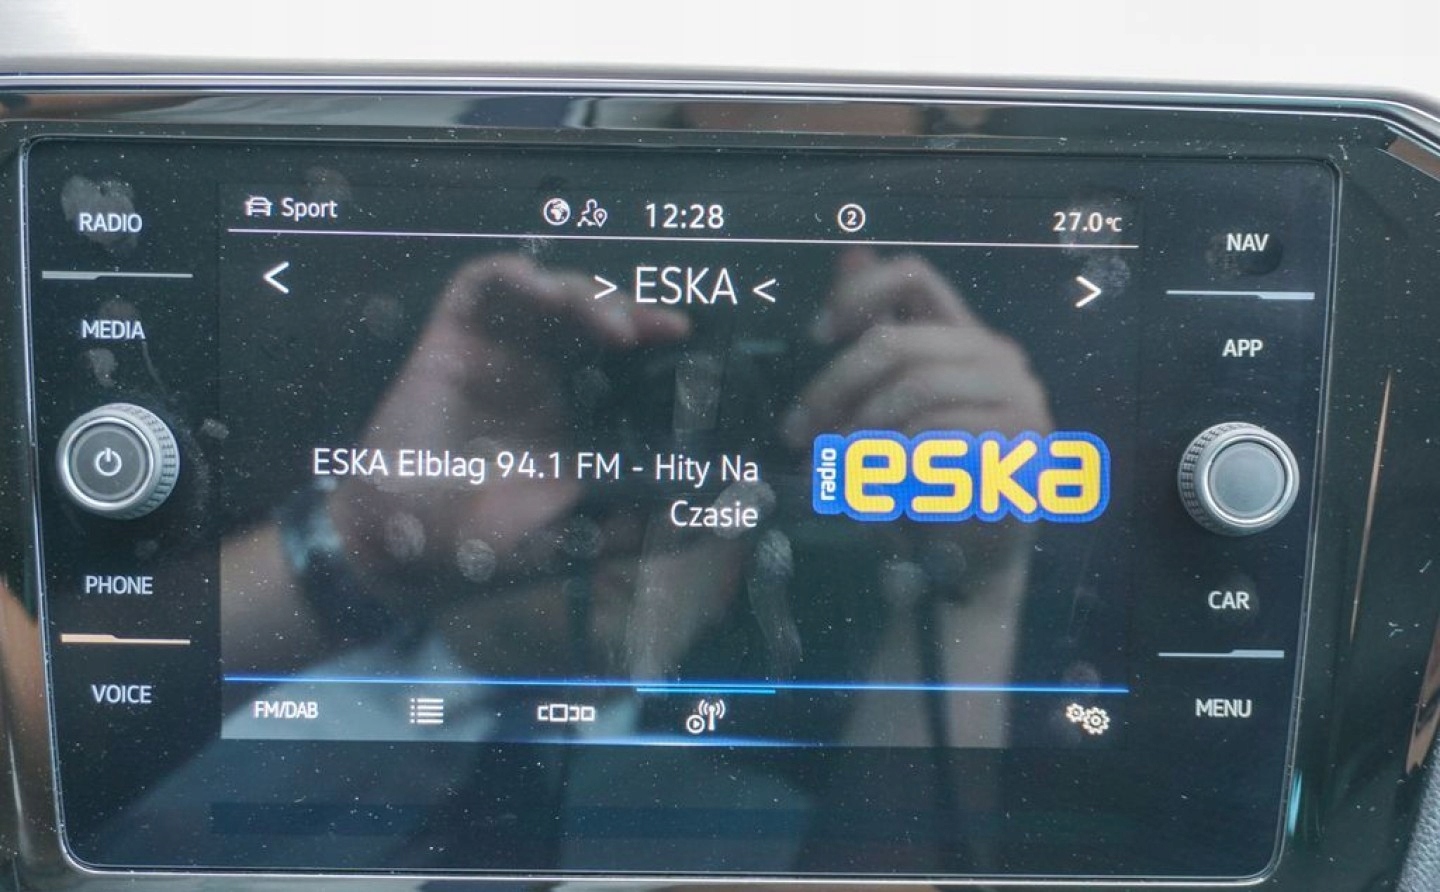 RADIO
MEDIA
PHONE
VOICE
Sport 12:28 2 27.0°C
< > ESKA < >
ESKA Elblag 94.1 FM - Hity Na
Czasie
radio eska
FM/DAB
NAV
APP
CAR
MENU